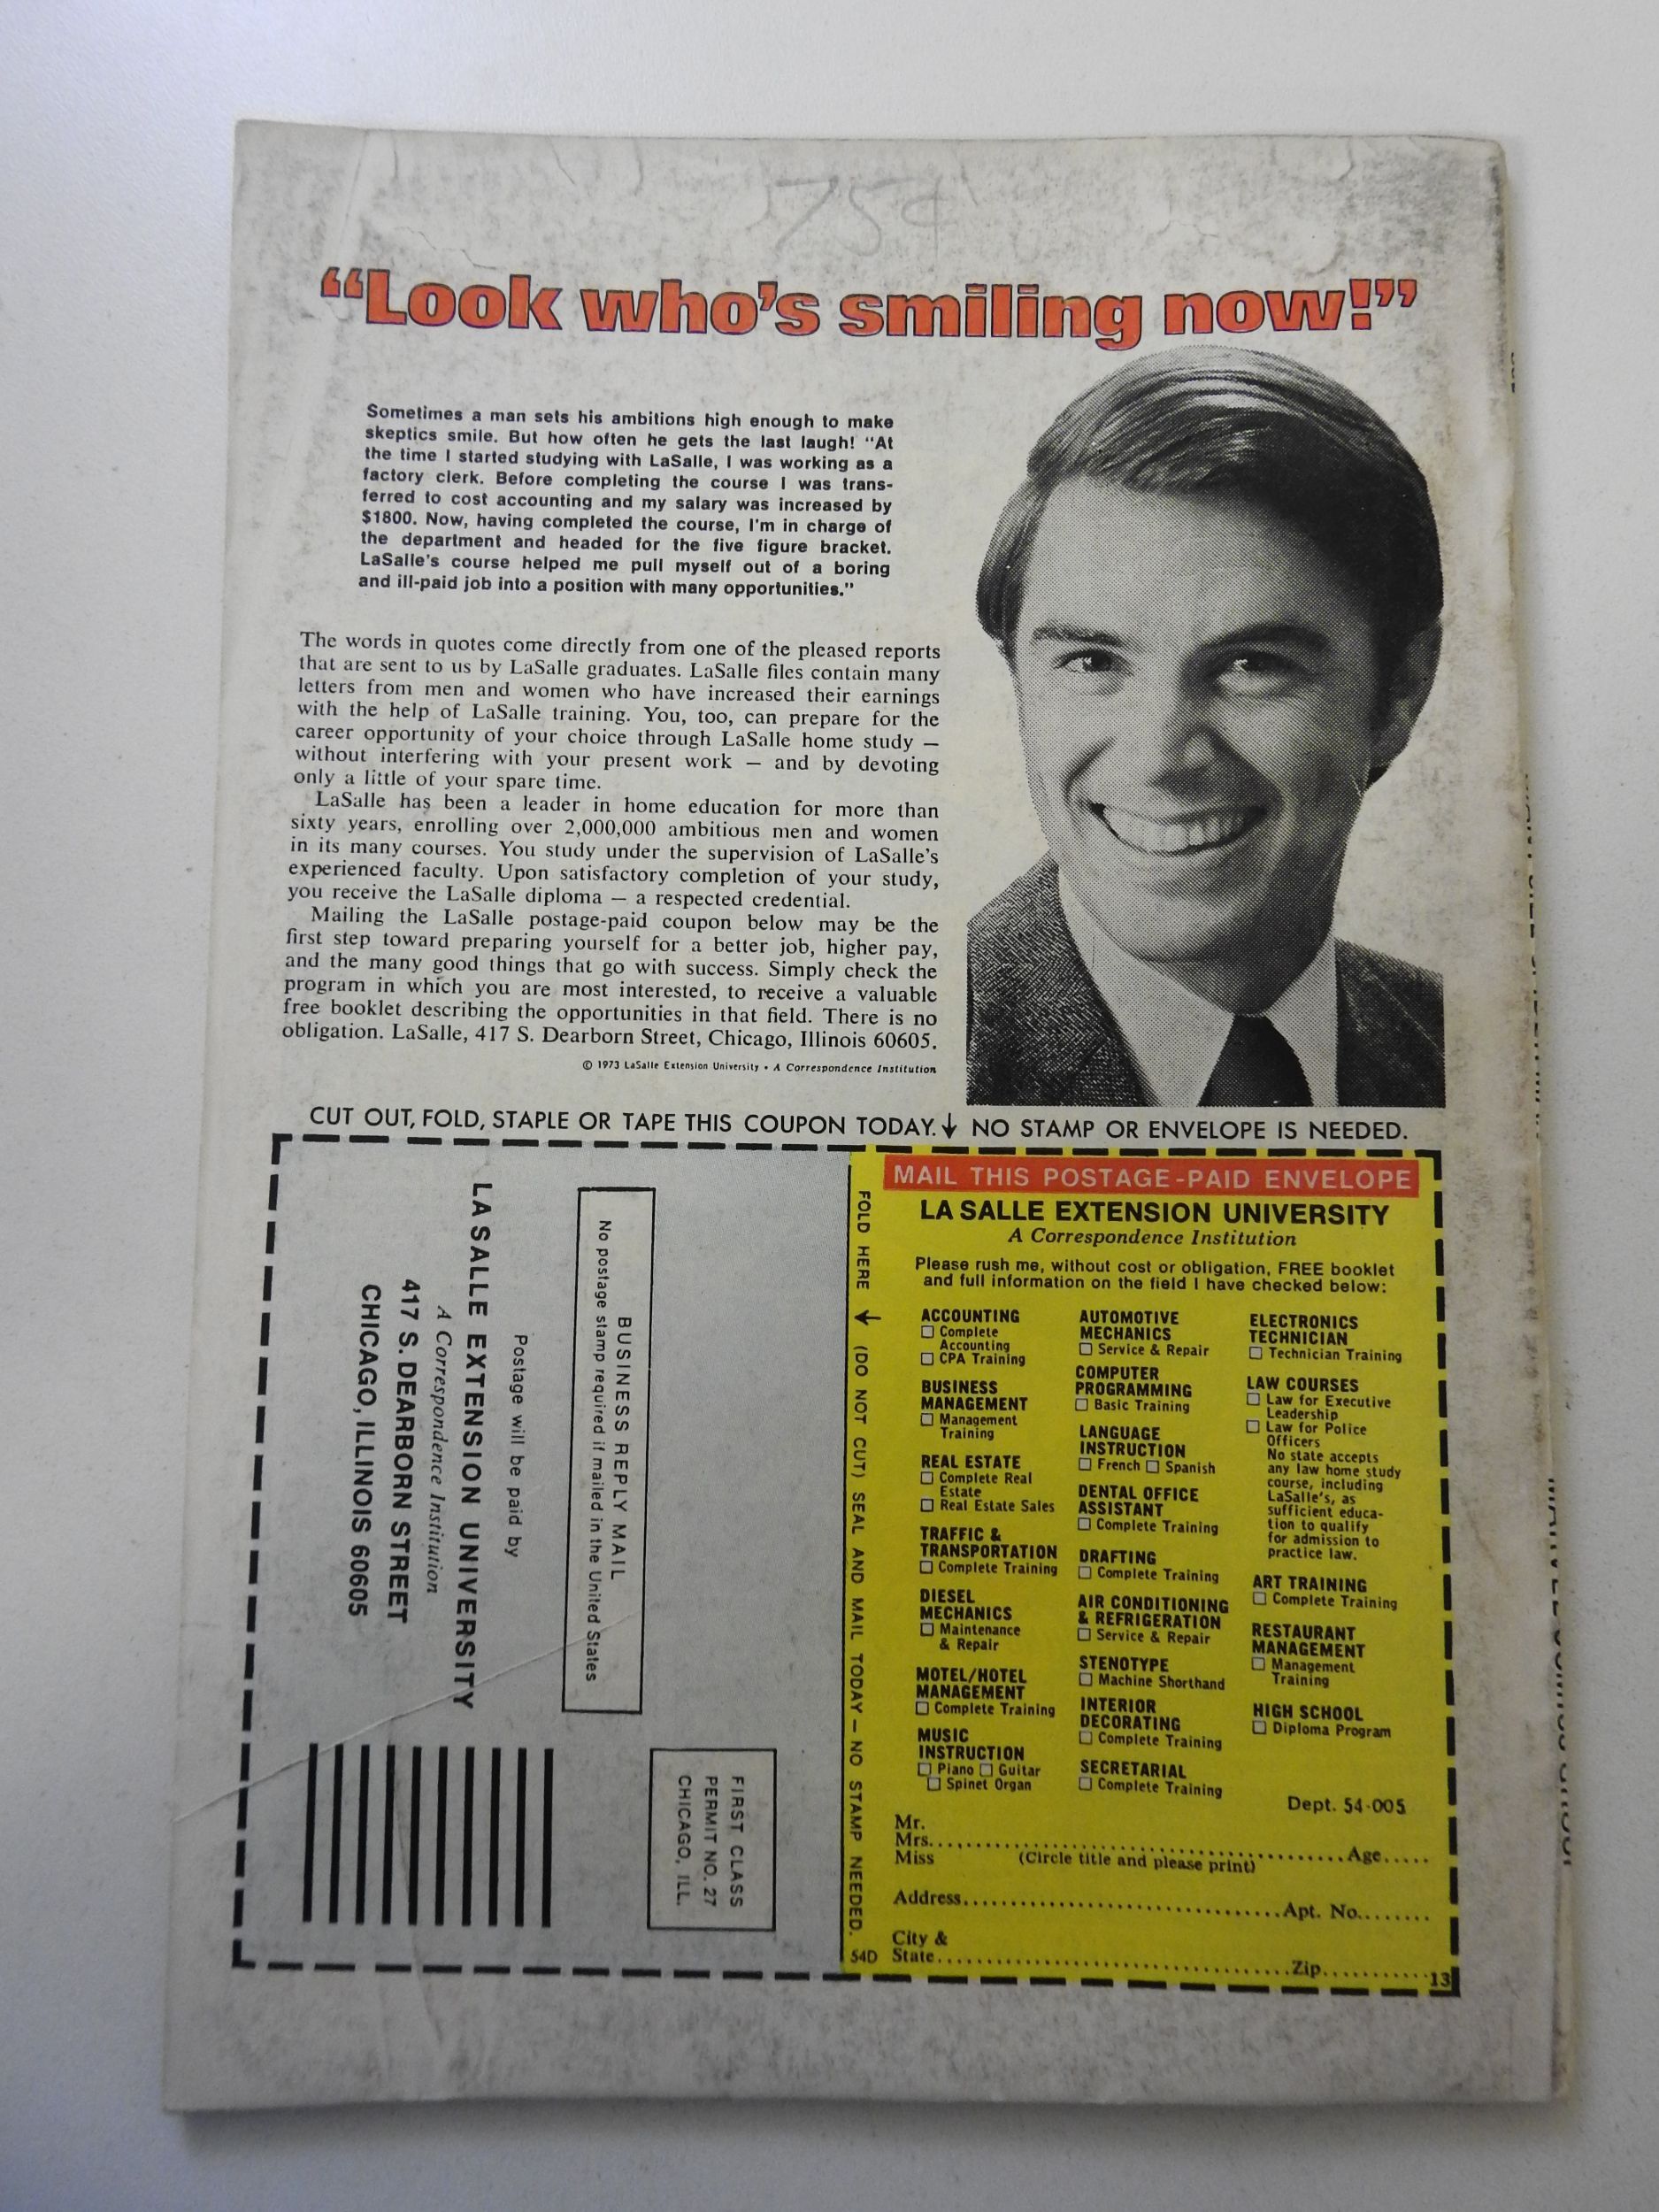 75¢
“Look who’s smiling now!”
Sometimes a man sets his ambitions high enough to make
skeptics smile. But how often he gets the last laugh! “At
the time I started studying with LaSalle, I was working as a
factory clerk. Before completing the course I was trans-
ferred to cost accounting and my salary was increased by
$1800. Now, having completed the course, I’m in charge of
the department and headed for the five figure bracket.
LaSalle’s course helped me pull myself out of a boring
and ill-paid job into a position with many opportunities.”
The words in quotes come directly from one of the pleased reports
that are sent to us by LaSalle graduates. LaSalle files contain many
letters from men and women who have increased their earnings
with the help of LaSalle training. You, too, can prepare for the
career opportunity of your choice through LaSalle home study —
without interfering with your present work — and by devoting
only a little of your spare time.
LaSalle has been a leader in home education for more than
sixty years, enrolling over 2,000,000 ambitious men and women
in its many courses. You study under the supervision of LaSalle’s
experienced faculty. Upon satisfactory completion of your study,
you receive the LaSalle diploma — a respected credential.
Mailing the LaSalle postage-paid coupon below may be the
first step toward preparing yourself for a better job, higher pay,
and the many good things that go with success. Simply check the
program in which you are most interested, to receive a valuable
free booklet describing the opportunities in that field. There is no
obligation. LaSalle, 417 S. Dearborn Street, Chicago, Illinois 60605.
© 1973 LaSalle Extension University • A Correspondence Institution
CUT OUT, FOLD, STAPLE OR TAPE THIS COUPON TODAY. ↓ NO STAMP OR ENVELOPE IS NEEDED.
FIRST CLASS
PERMIT NO. 27
CHICAGO, ILL.
BUSINESS REPLY MAIL
No postage stamp required if mailed in the United States
Postage will be paid by
LA SALLE EXTENSION UNIVERSITY
A Correspondence Institution
417 S. DEARBORN STREET
CHICAGO, ILLINOIS 60605
FOLD HERE → (DO NOT CUT) SEAL AND MAIL TODAY — NO STAMP NEEDED.
54D
MAIL THIS POSTAGE-PAID ENVELOPE
LA SALLE EXTENSION UNIVERSITY
A Correspondence Institution
Please rush me, without cost or obligation, FREE booklet
and full information on the field I have checked below:
ACCOUNTING
☐ Complete
Accounting
☐ CPA Training
BUSINESS
MANAGEMENT
☐ Management
Training
REAL ESTATE
☐ Complete Real
Estate
☐ Real Estate Sales
TRAFFIC &
TRANSPORTATION
☐ Complete Training
DIESEL
MECHANICS
☐ Maintenance
& Repair
MOTEL/HOTEL
MANAGEMENT
☐ Complete Training
MUSIC
INSTRUCTION
☐ Piano ☐ Guitar
☐ Spinet Organ
AUTOMOTIVE
MECHANICS
☐ Service & Repair
COMPUTER
PROGRAMMING
☐ Basic Training
LANGUAGE
INSTRUCTION
☐ French ☐ Spanish
DENTAL OFFICE
ASSISTANT
☐ Complete Training
DRAFTING
☐ Complete Training
AIR CONDITIONING
& REFRIGERATION
☐ Service & Repair
STENOTYPE
☐ Machine Shorthand
INTERIOR
DECORATING
☐ Complete Training
SECRETARIAL
☐ Complete Training
ELECTRONICS
TECHNICIAN
☐ Technician Training
LAW COURSES
☐ Law for Executive
Leadership
☐ Law for Police
Officers
No state accepts
any law home study
course, including
LaSalle’s, as
sufficient educa-
tion to qualify
for admission to
practice law.
ART TRAINING
☐ Complete Training
RESTAURANT
MANAGEMENT
☐ Management
Training
HIGH SCHOOL
☐ Diploma Program
Dept. 54-005
Mr.
Mrs. Age
Miss (Circle title and please print)
Address Apt. No.
City &
State Zip
13